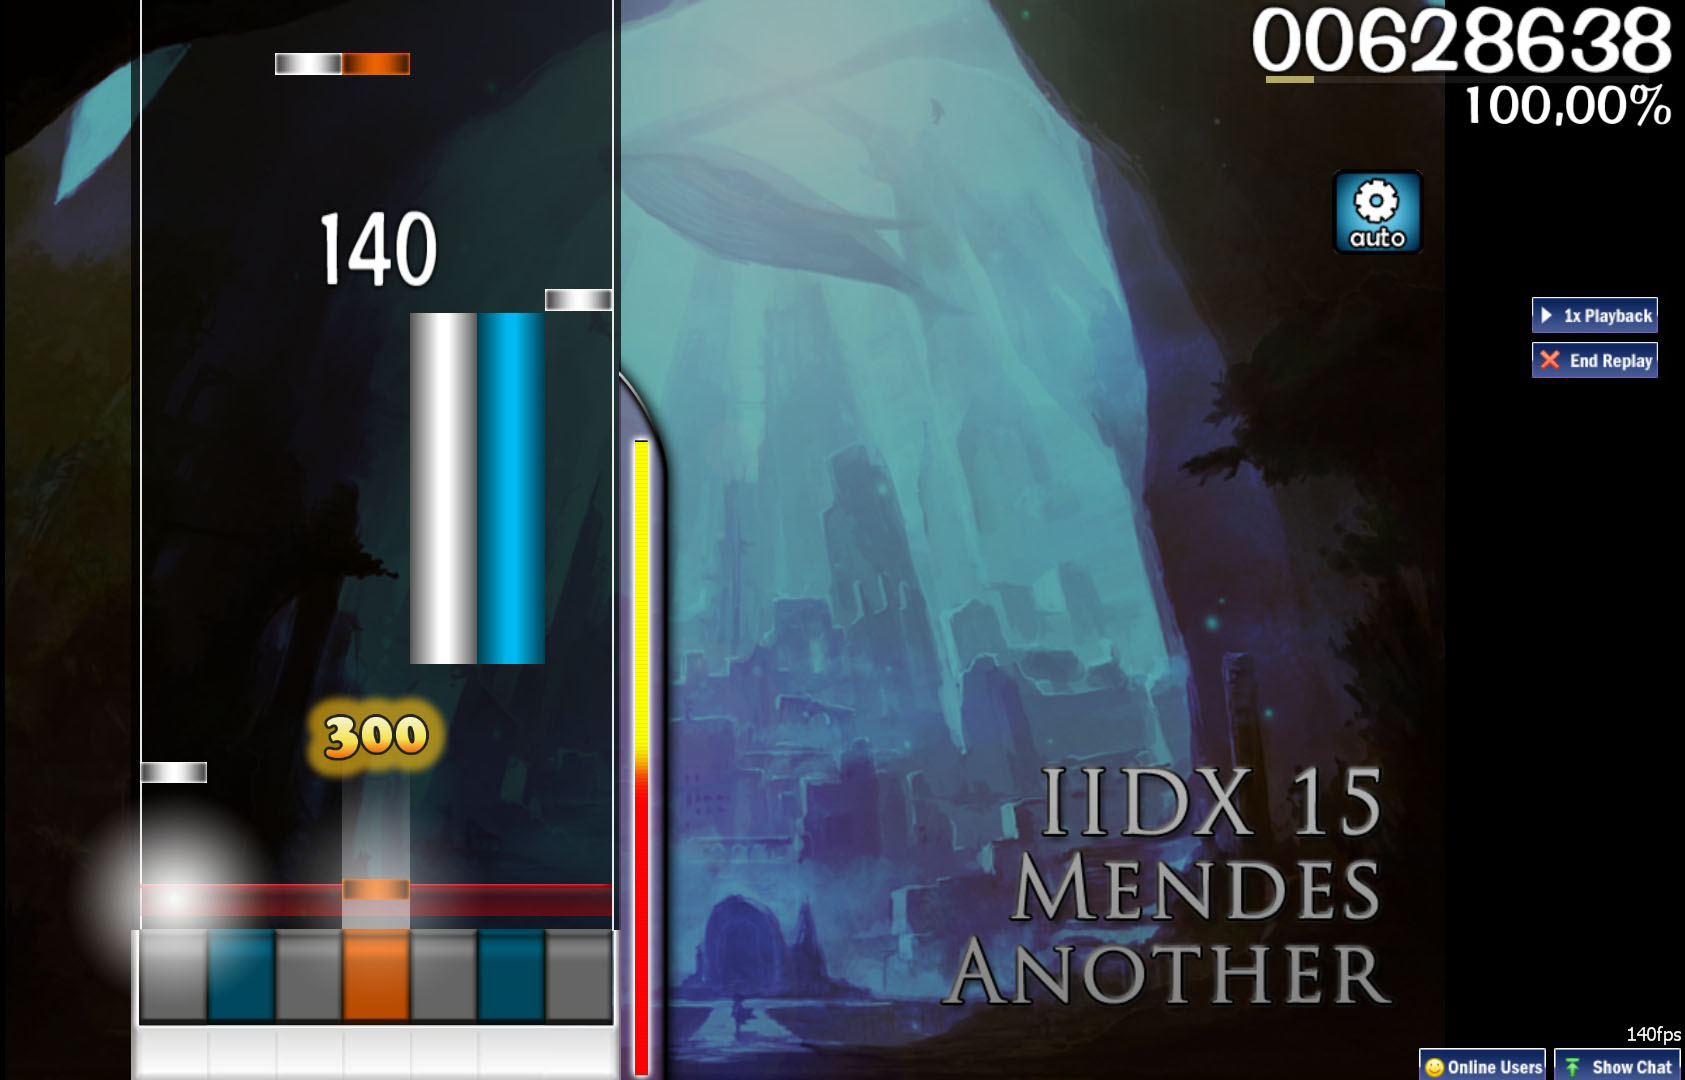 00628638
100,00%
auto
140
1x Playback
End Replay
300
IIDX 15
MENDES
ANOTHER
140fps
Online Users
Show Chat